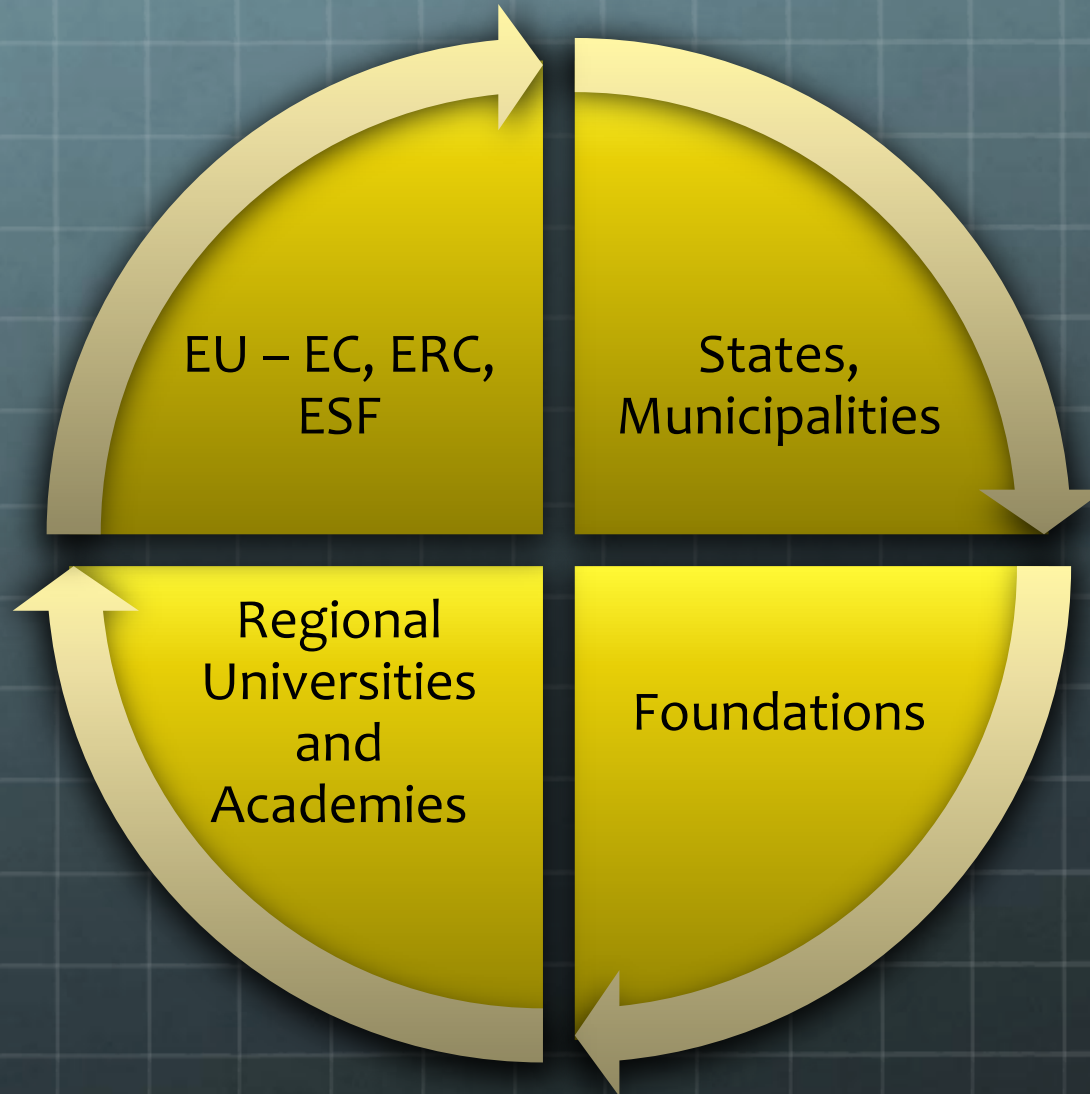 EU – EC, ERC,
ESF
States,
Municipalities
Regional
Universities
and
Academies
Foundations